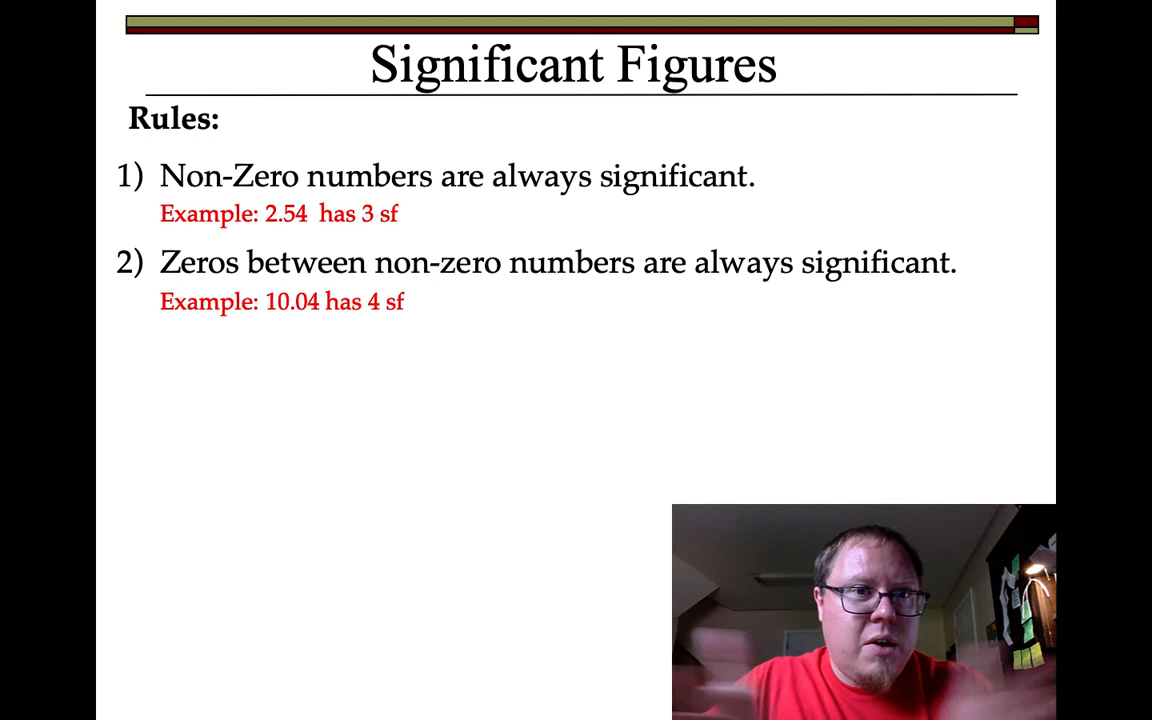 Significant Figures
Rules:
1) Non-Zero numbers are always significant.
Example: 2.54 has 3 sf
2) Zeros between non-zero numbers are always significant.
Example: 10.04 has 4 sf